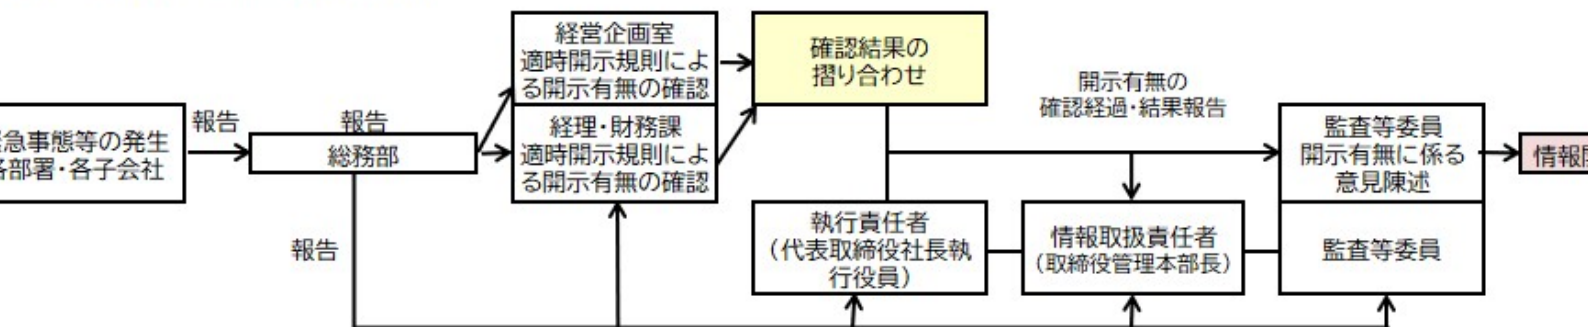 急事態等の発生
部署・各子会社
報告
報告
総務部
報告
経営企画室
適時開示規則によ
る開示有無の確認
経理・財務課
適時開示規則によ
る開示有無の確認
確認結果の
摺り合わせ
執行責任者
（代表取締役社長執
行役員）
開示有無の
確認経過・結果報告
情報取扱責任者
（取締役管理本部長）
監査等委員
開示有無に係る
意見陳述
監査等委員
情報